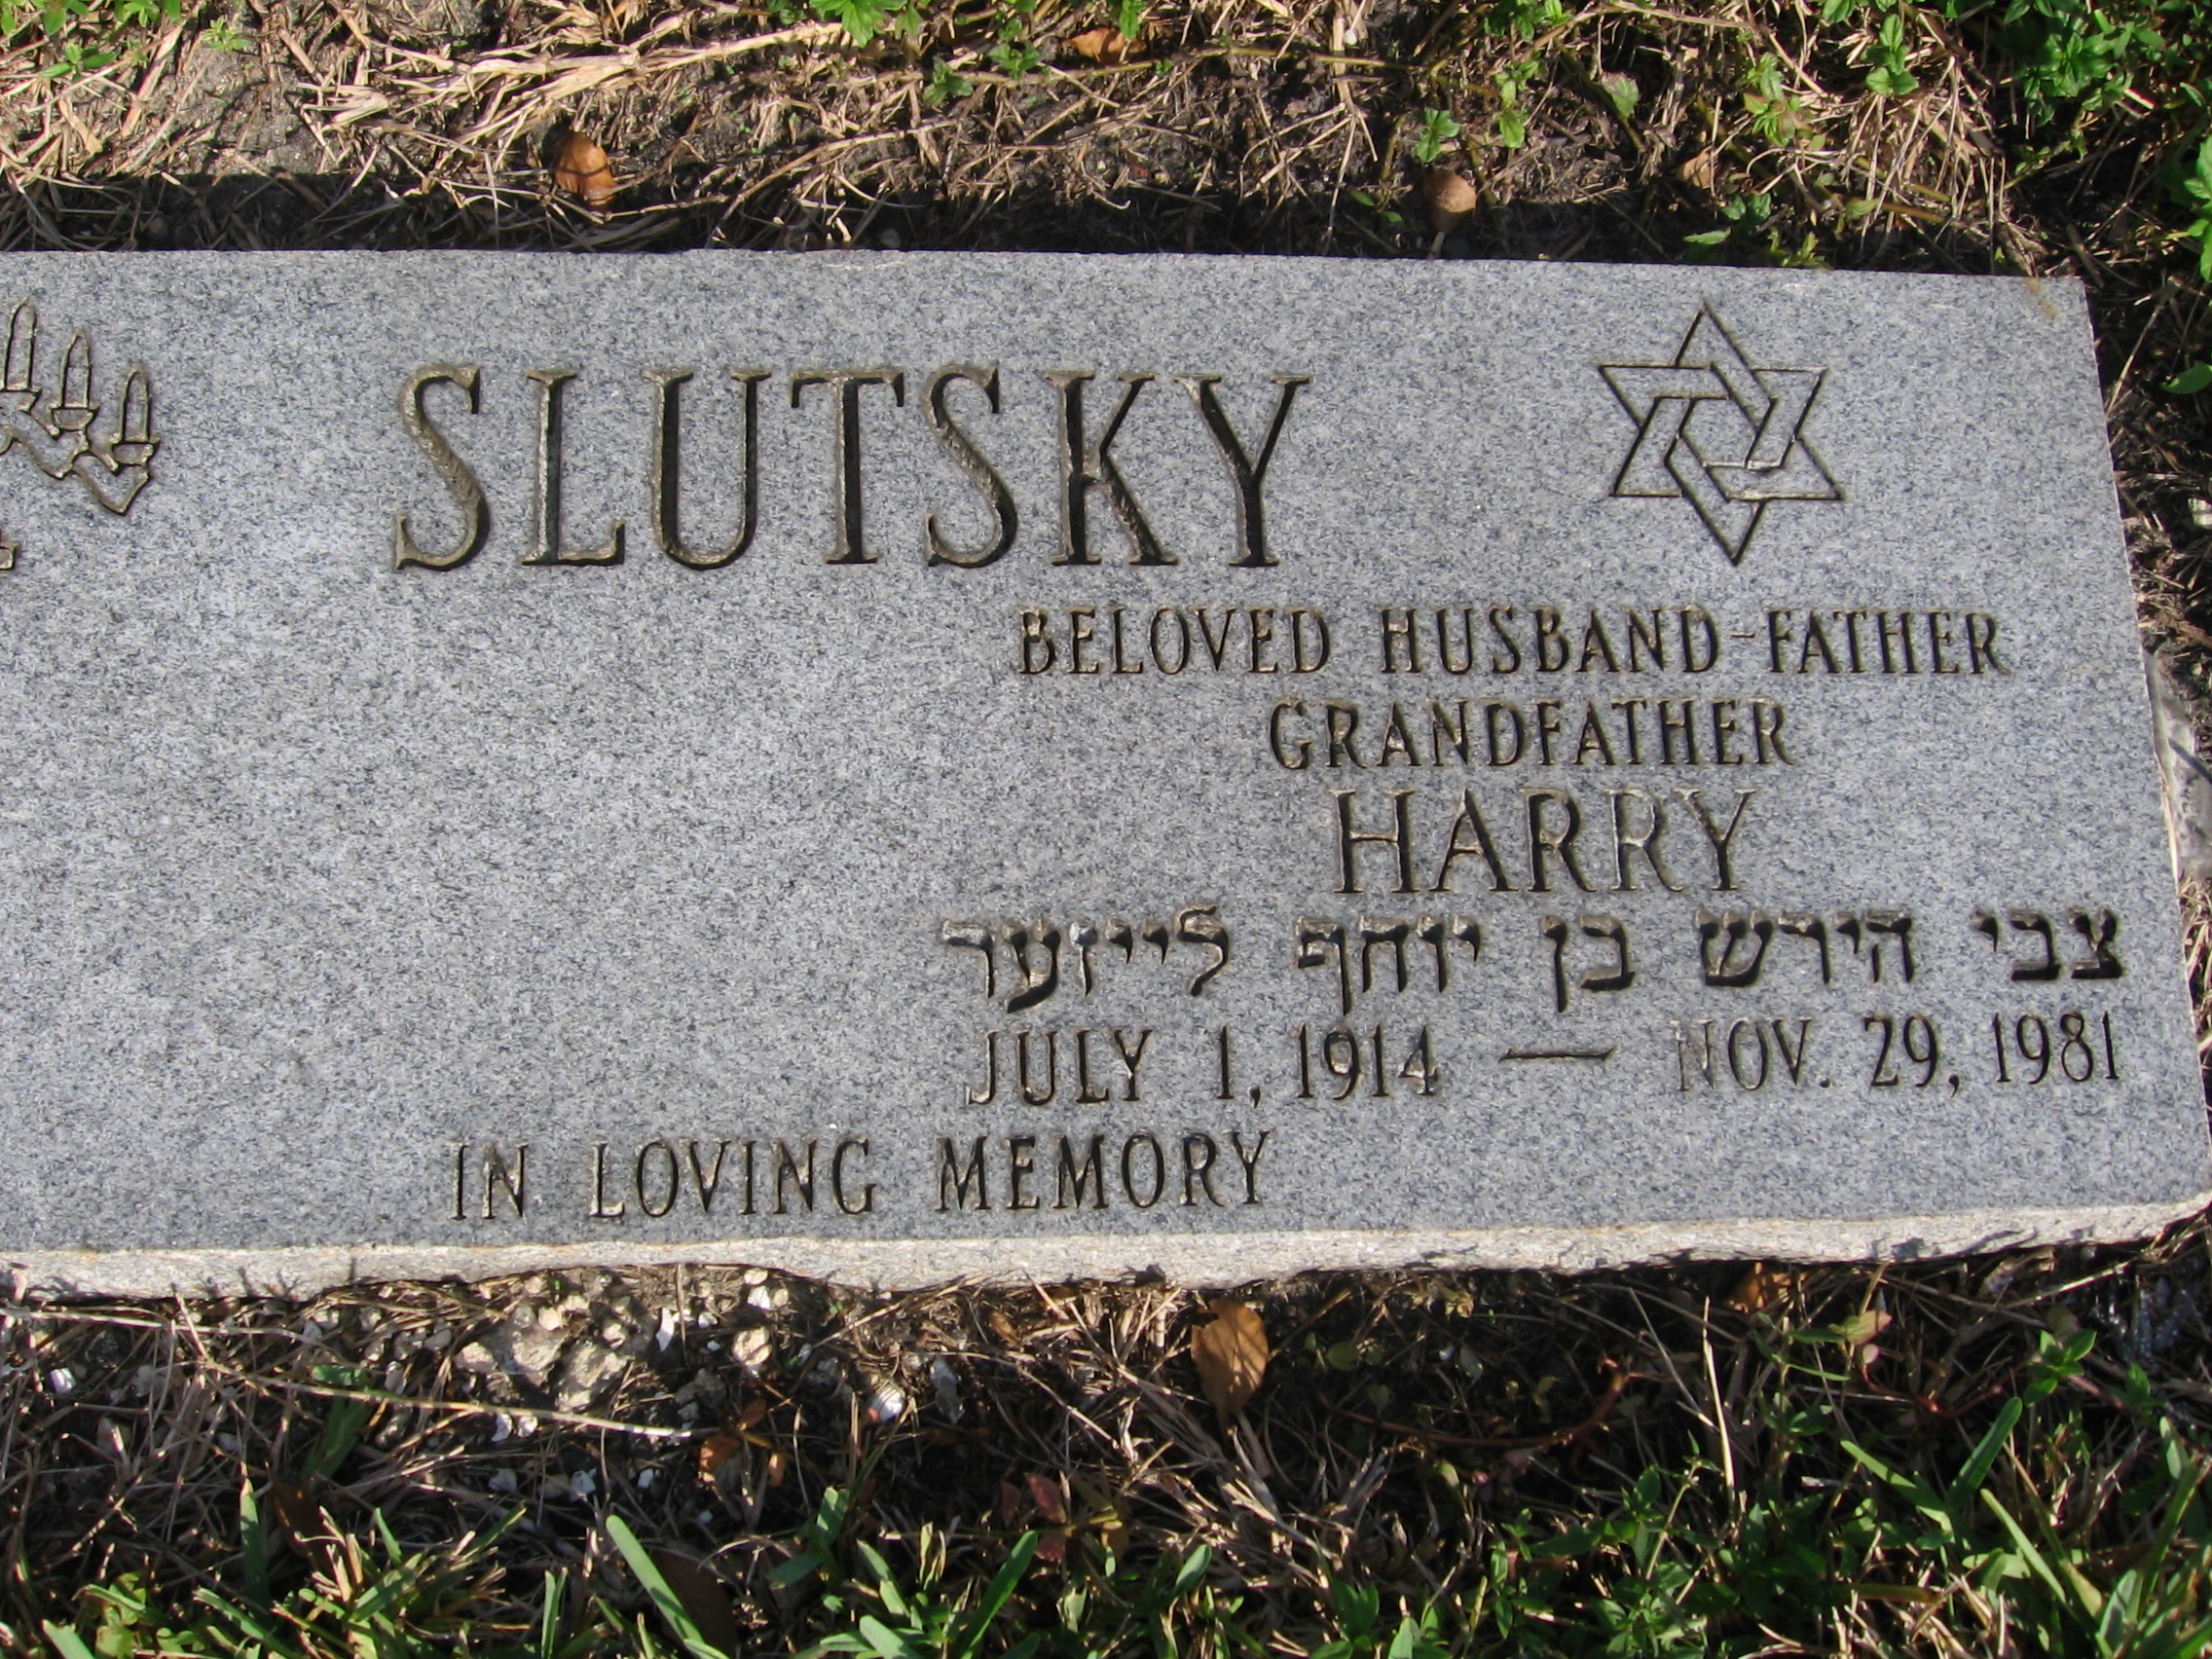 SLUTSKY
BELOVED HUSBAND-FATHER
GRANDFATHER
HARRY
צבי הירש בן יוחף לייזער
JULY 1, 1914 — NOV. 29, 1981
IN LOVING MEMORY